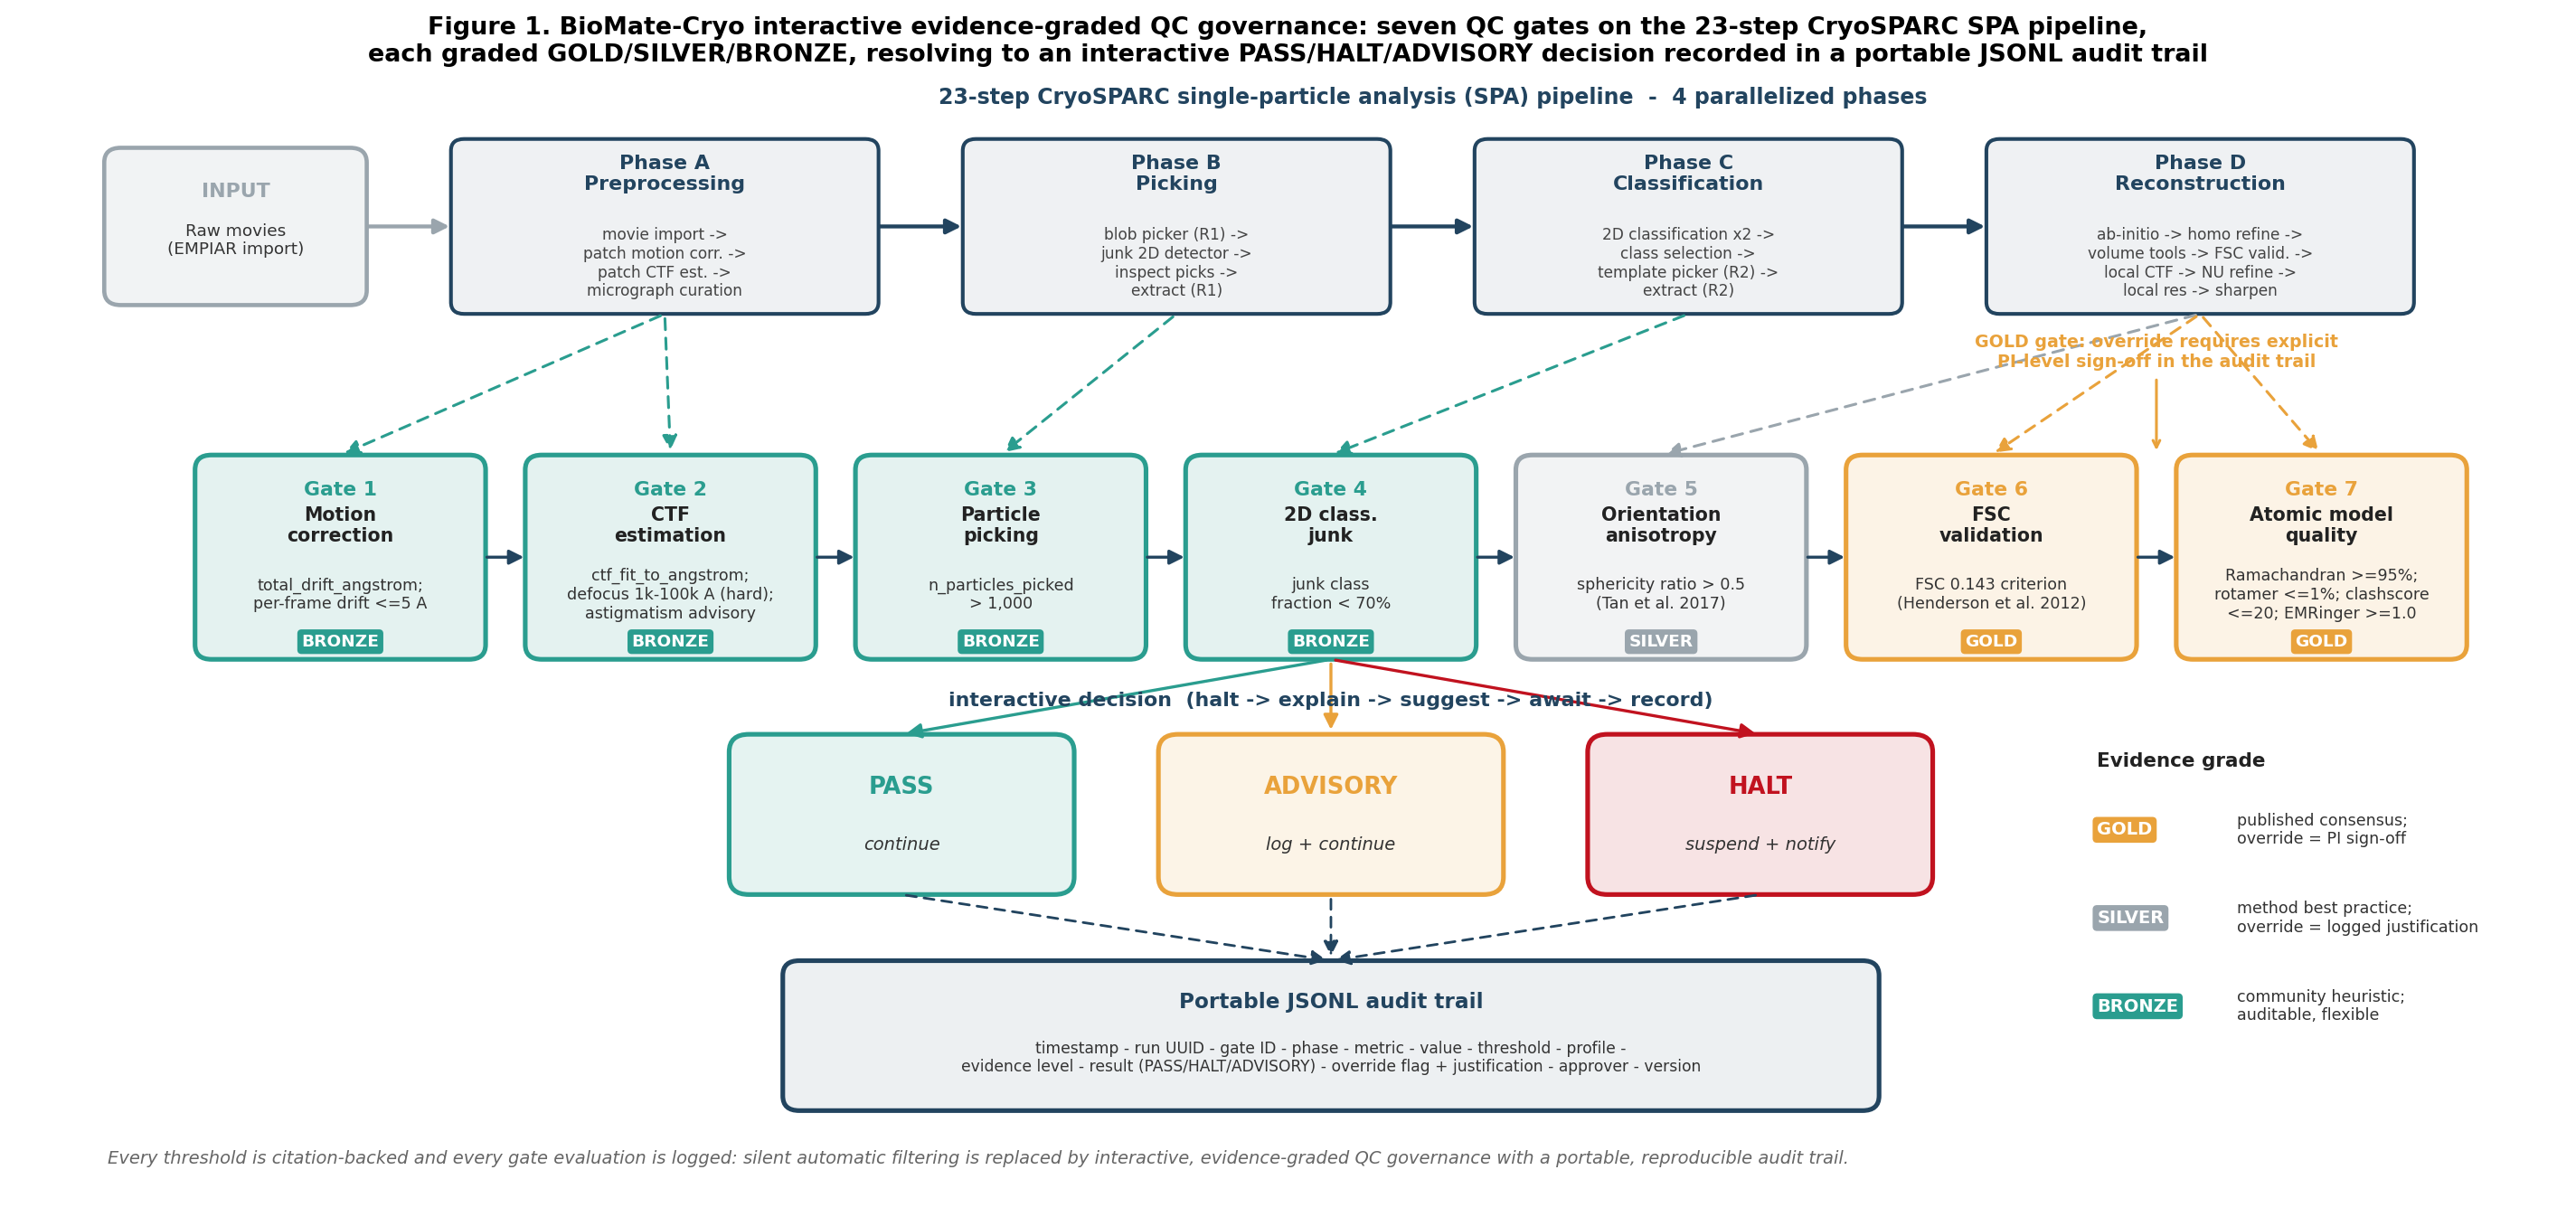 Figure 1. BioMate-Cryo interactive evidence-graded QC governance: seven QC gates on the 23-step CryoSPARC SPA pipeline,
each graded GOLD/SILVER/BRONZE, resolving to an interactive PASS/HALT/ADVISORY decision recorded in a portable JSONL audit trail
23-step CryoSPARC single-particle analysis (SPA) pipeline - 4 parallelized phases
INPUT
Raw movies
(EMPIAR import)
Phase A
Preprocessing
movie import ->
patch motion corr. ->
patch CTF est. ->
micrograph curation
Phase B
Picking
blob picker (R1) ->
junk 2D detector ->
inspect picks ->
extract (R1)
Phase C
Classification
2D classification x2 ->
class selection ->
template picker (R2) ->
extract (R2)
Phase D
Reconstruction
ab-initio -> homo refine ->
volume tools -> FSC valid. ->
local CTF -> NU refine ->
local res -> sharpen
GOLD gate: override requires explicit
PI-level sign-off in the audit trail
Gate 1
Motion
correction
total_drift_angstrom;
per-frame drift <=5 A
BRONZE
Gate 2
CTF
estimation
ctf_fit_to_angstrom;
defocus 1k-100k A (hard);
astigmatism advisory
BRONZE
Gate 3
Particle
picking
n_particles_picked
> 1,000
BRONZE
Gate 4
2D class.
junk
junk class
fraction < 70%
BRONZE
Gate 5
Orientation
anisotropy
sphericity ratio > 0.5
(Tan et al. 2017)
SILVER
Gate 6
FSC
validation
FSC 0.143 criterion
(Henderson et al. 2012)
GOLD
Gate 7
Atomic model
quality
Ramachandran >=95%;
rotamer <=1%; clashscore
<=20; EMRinger >=1.0
GOLD
interactive decision (halt -> explain -> suggest -> await -> record)
PASS
continue
ADVISORY
log + continue
HALT
suspend + notify
Evidence grade
GOLD
published consensus;
override = PI sign-off
SILVER
method best practice;
override = logged justification
BRONZE
community heuristic;
auditable, flexible
Portable JSONL audit trail
timestamp - run UUID - gate ID - phase - metric - value - threshold - profile -
evidence level - result (PASS/HALT/ADVISORY) - override flag + justification - approver - version
Every threshold is citation-backed and every gate evaluation is logged: silent automatic filtering is replaced by interactive, evidence-graded QC governance with a portable, reproducible audit trail.